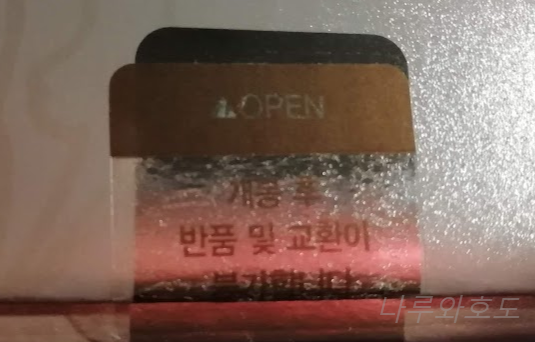 OPEN
개봉 후
반품 및 교환이
불가합니다
나루와호도